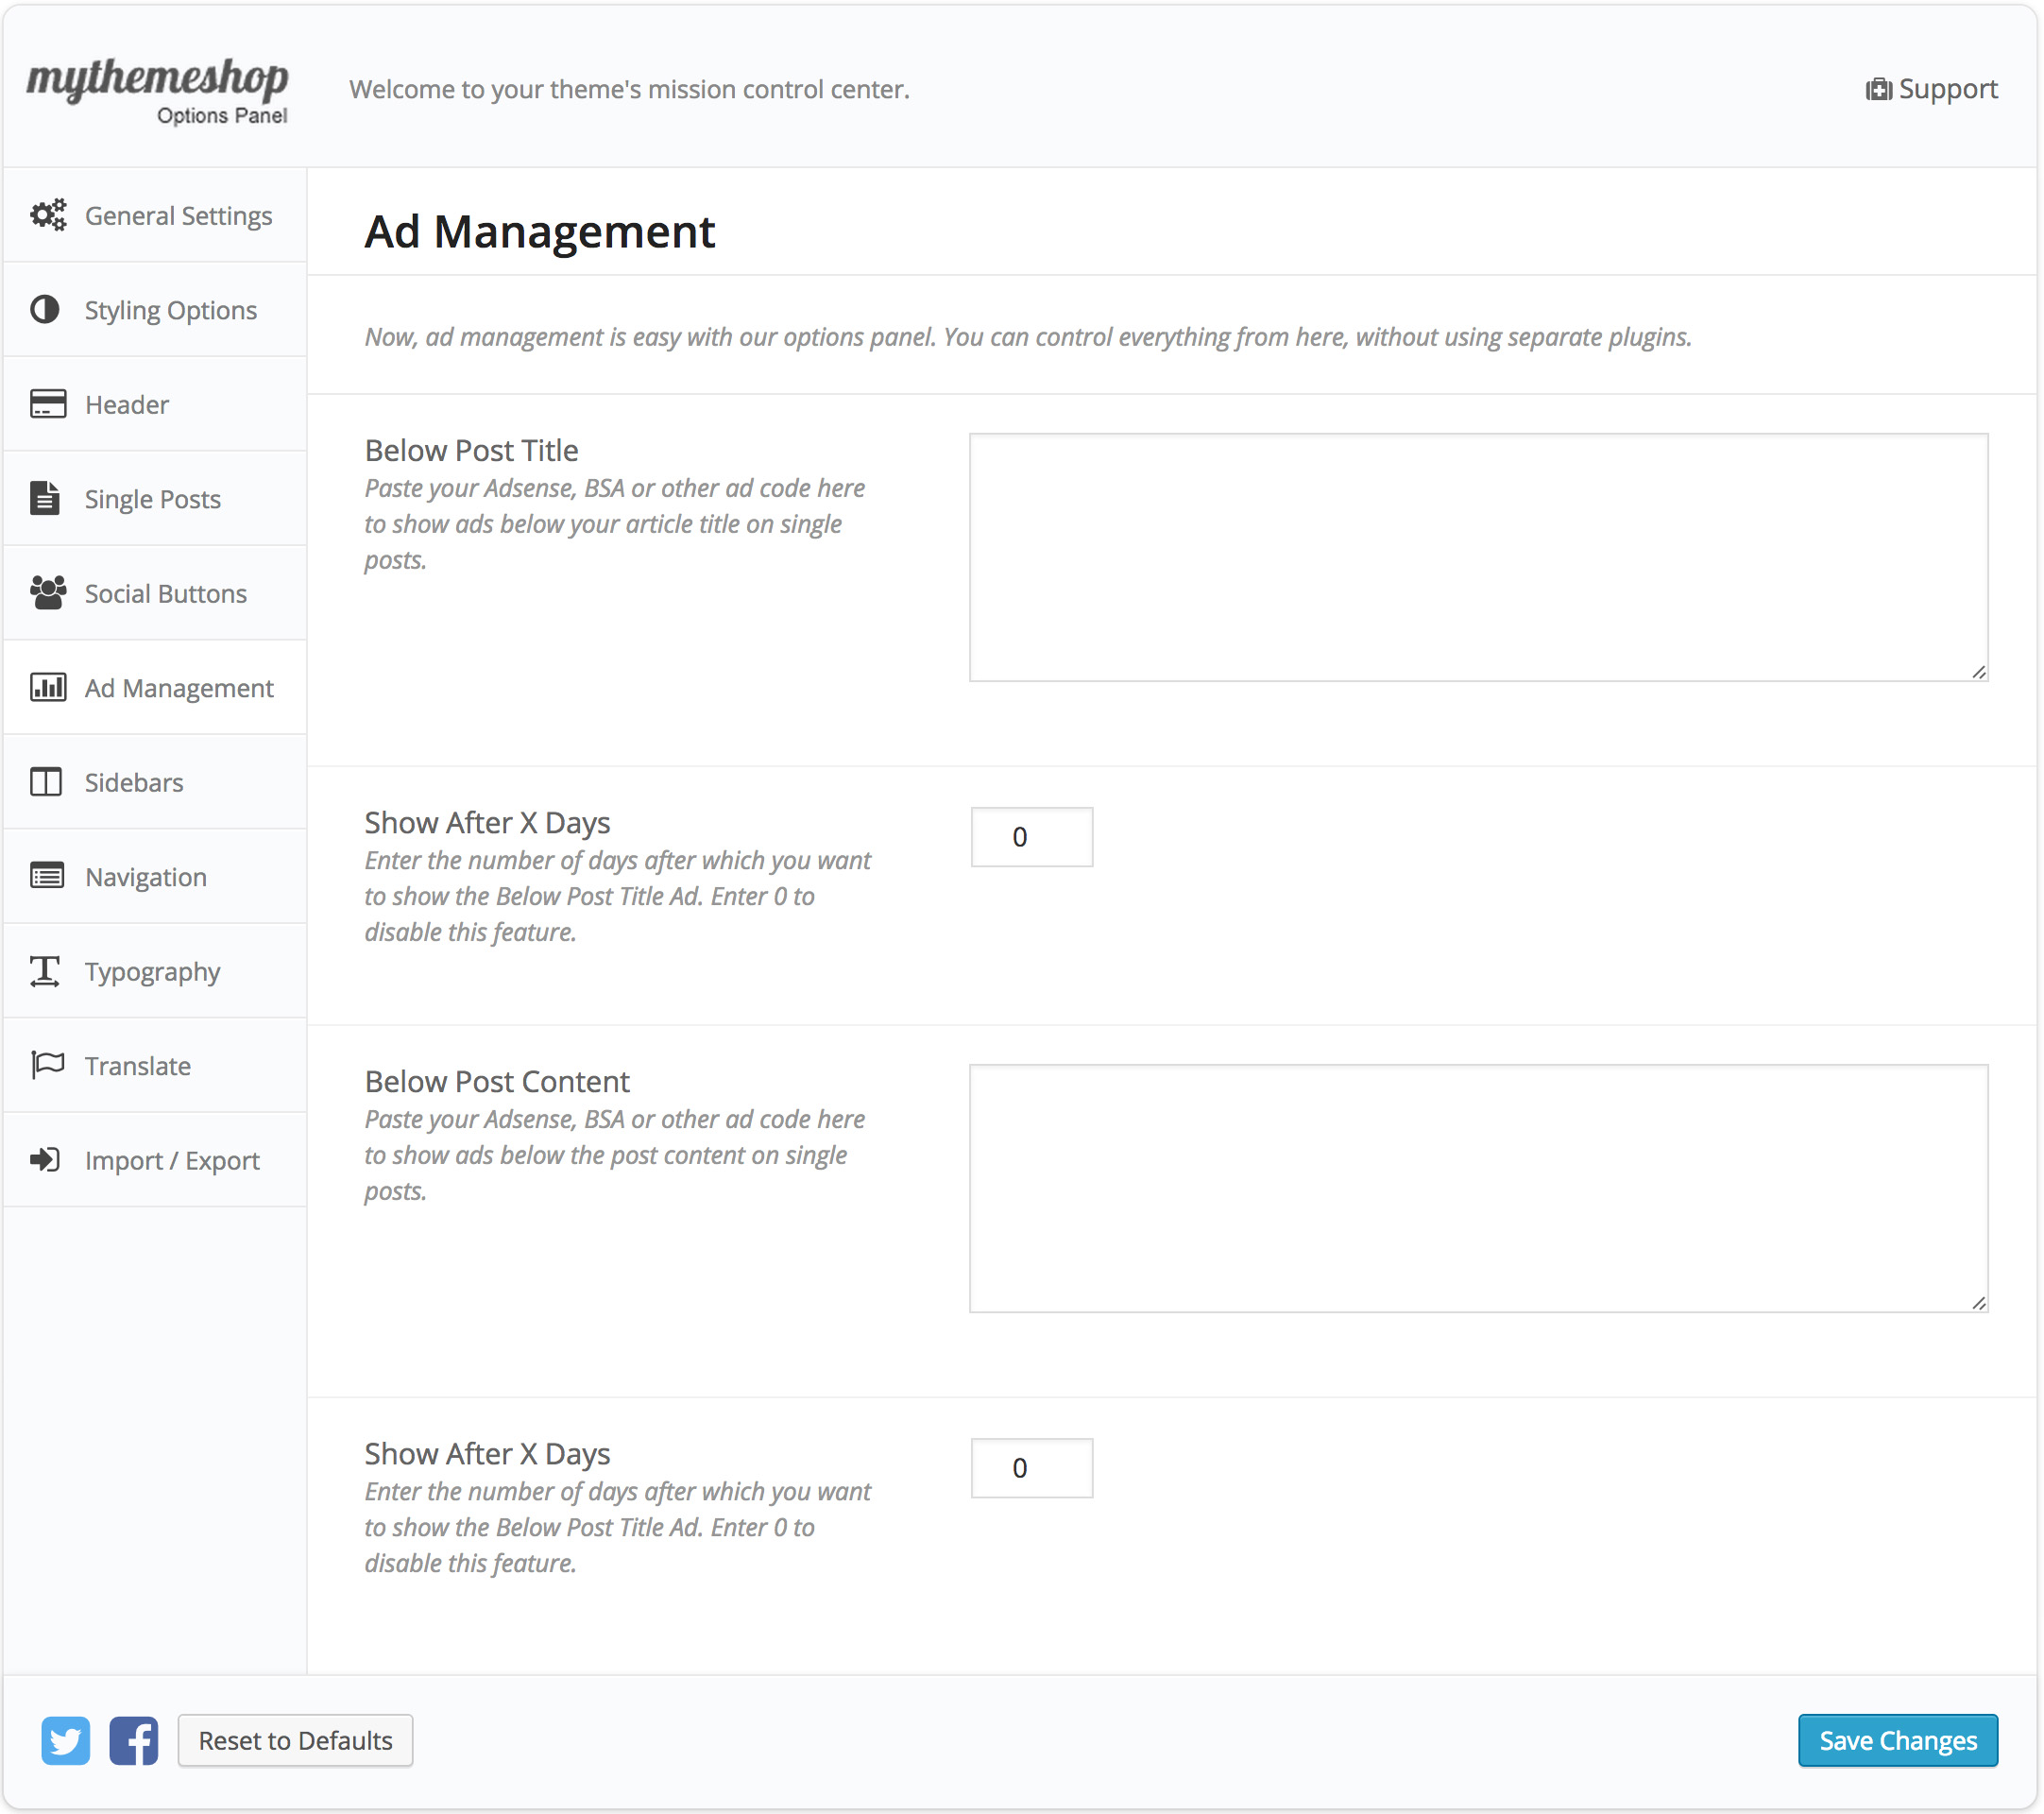 mythemeshop
Options Panel
Welcome to your theme's mission control center.
Support
General Settings
Styling Options
Header
Single Posts
Social Buttons
Ad Management
Sidebars
Navigation
Typography
Translate
Import / Export
Ad Management
Now, ad management is easy with our options panel. You can control everything from here, without using separate plugins.
Below Post Title
Paste your Adsense, BSA or other ad code here
to show ads below your article title on single
posts.
Show After X Days
Enter the number of days after which you want
to show the Below Post Title Ad. Enter 0 to
disable this feature.
0
Below Post Content
Paste your Adsense, BSA or other ad code here
to show ads below the post content on single
posts.
Show After X Days
Enter the number of days after which you want
to show the Below Post Title Ad. Enter 0 to
disable this feature.
0
Reset to Defaults
Save Changes